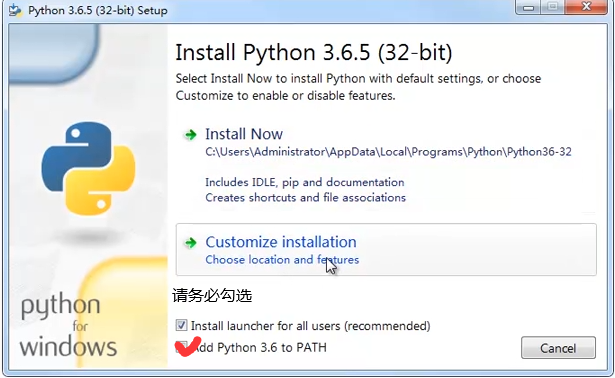 Python 3.6.5 (32-bit) Setup
Install Python 3.6.5 (32-bit)
Select Install Now to install Python with default settings, or choose
Customize to enable or disable features.
Install Now
C:\Users\Administrator\AppData\Local\Programs\Python\Python36-32
Includes IDLE, pip and documentation
Creates shortcuts and file associations
Customize installation
Choose location and features
请务必勾选
Install launcher for all users (recommended)
Add Python 3.6 to PATH
python
for
windows
Cancel